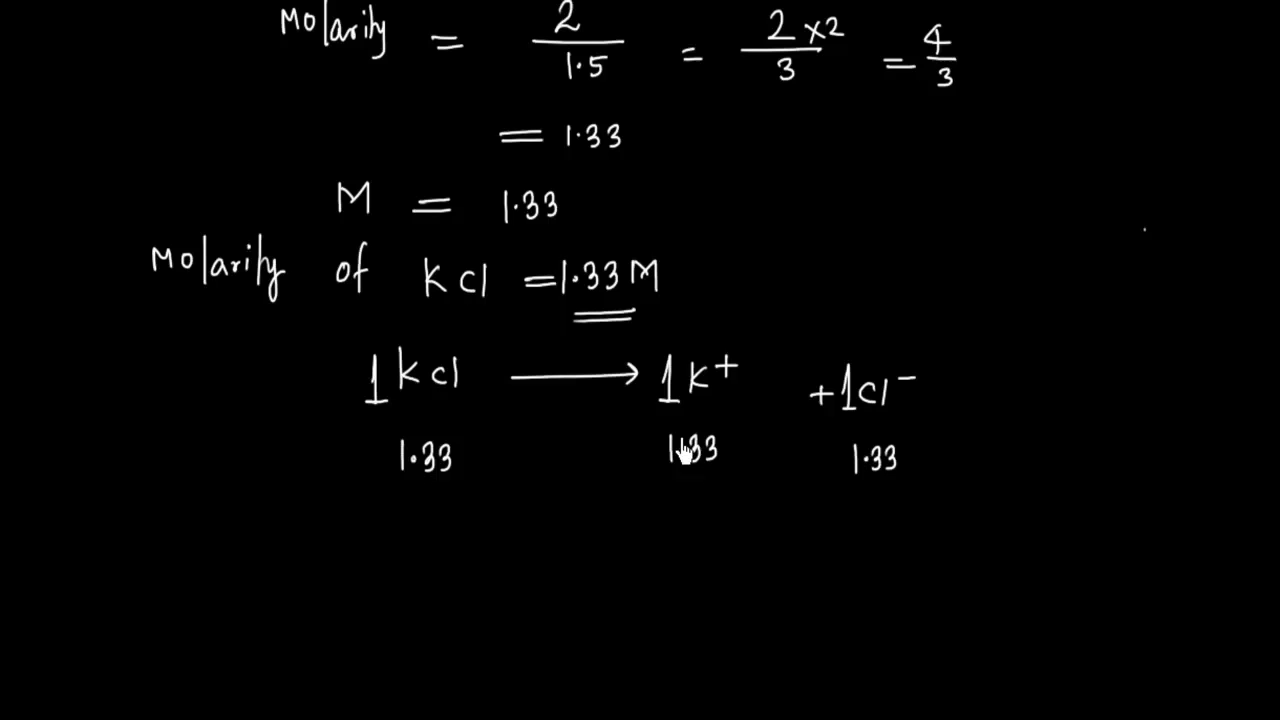 Molarity = 2/1.5 = 2×2/3 = 4/3
= 1.33
M = 1.33
Molarity of KCl = 1.33 M
1 KCl ⟶ 1 K⁺ + 1 Cl⁻
1.33 1.33 1.33